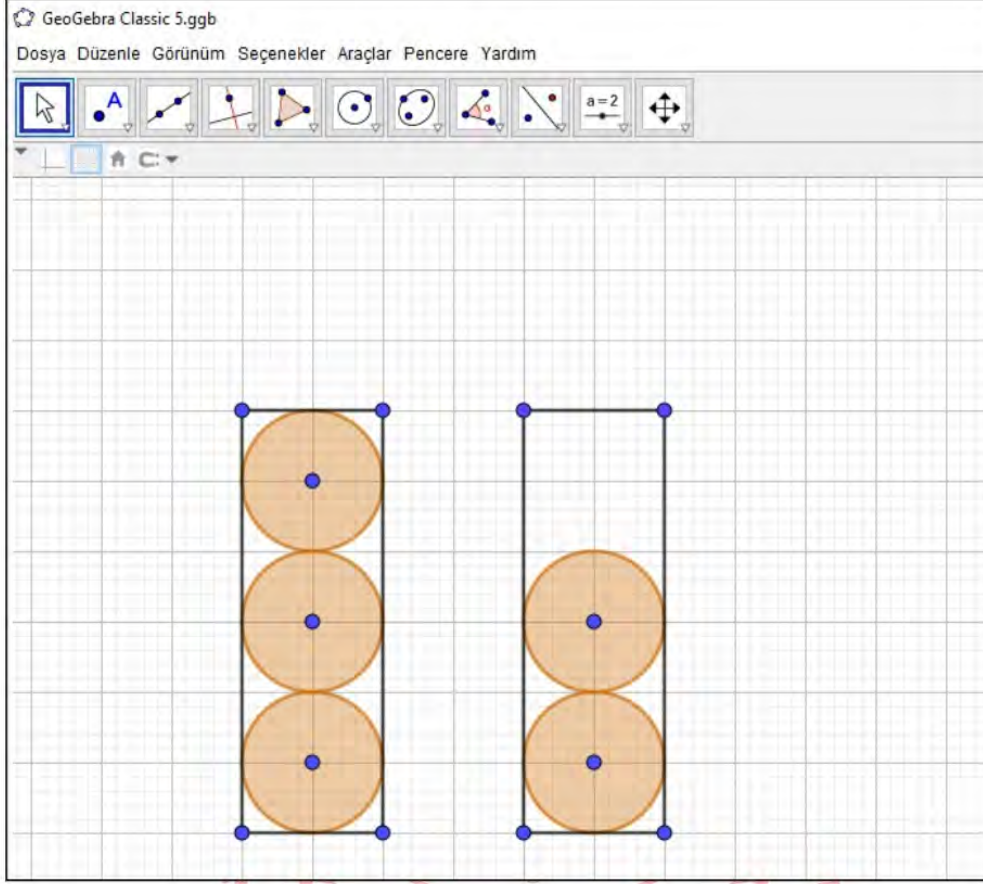 GeoGebra Classic 5.ggb
Dosya Düzenle Görünüm Seçenekler Araçlar Pencere Yardım
A
α
a=2